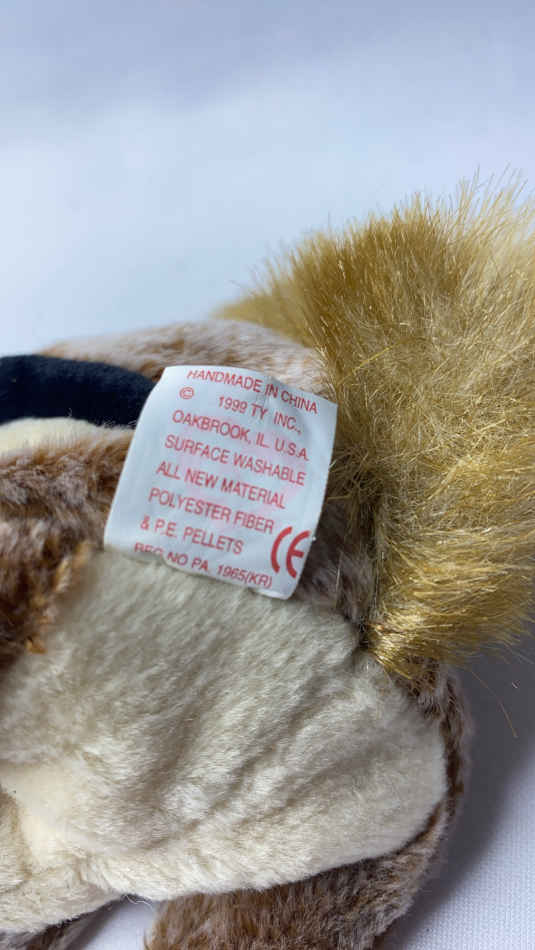 HANDMADE IN CHINA
© 1999 TY INC.,
OAKBROOK, IL. U.S.A.
SURFACE WASHABLE
ALL NEW MATERIAL
POLYESTER FIBER
& P.E. PELLETS
REG.NO PA. 1965(KR)
CE